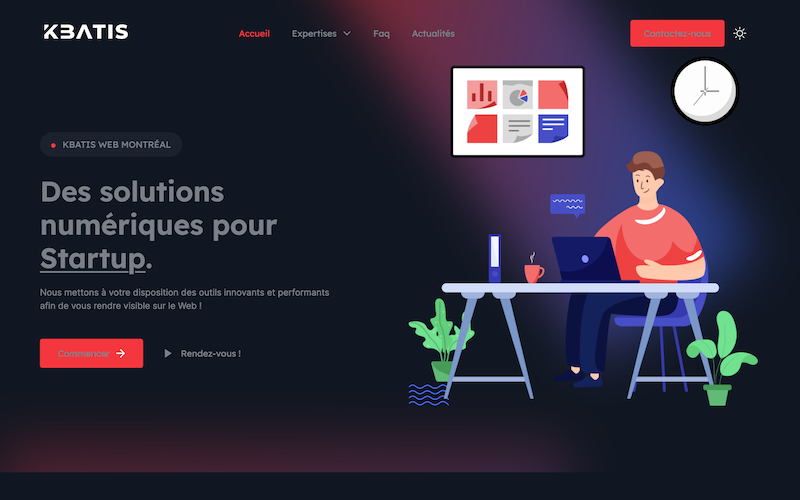 KBATIS
Accueil
Expertises
Faq
Actualités
Contactez-nous
KBATIS WEB MONTRÉAL
Des solutions
numériques pour
Startup.
Nous mettons à votre disposition des outils innovants et performants
afin de vous rendre visible sur le Web !
Commencer
Rendez-vous !